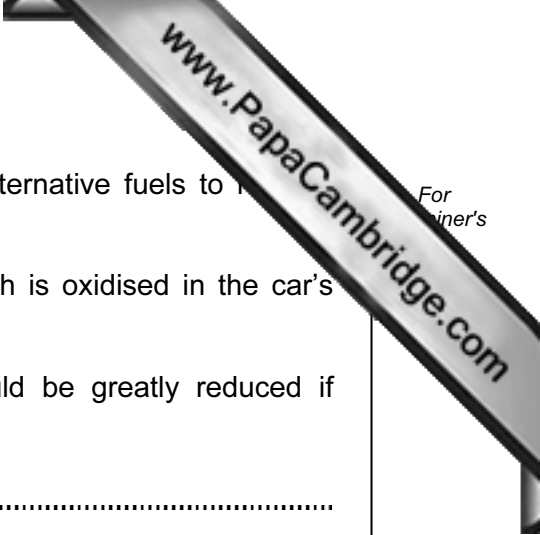 www.PapaCambridge.com
ternative fuels to
For
iner's
h is oxidised in the car's
ld be greatly reduced if